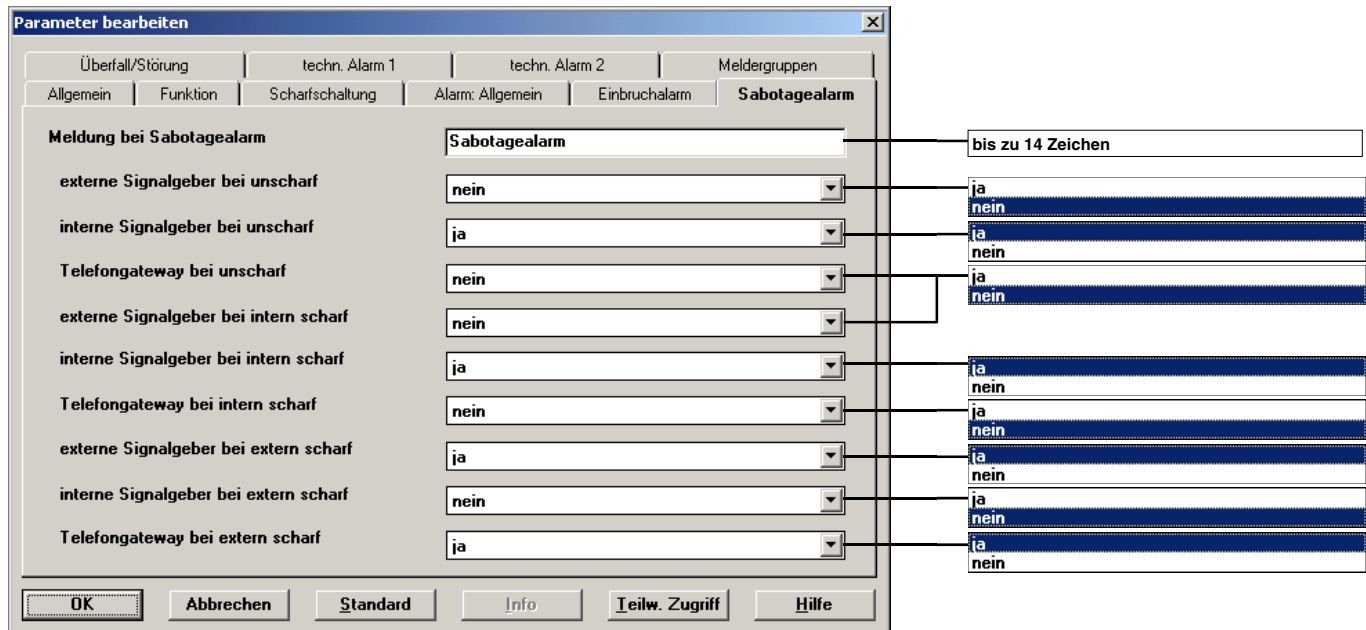 Parameter bearbeiten
Überfall/Störung techn. Alarm 1 techn. Alarm 2 Meldergruppen
Allgemein Funktion Scharfschaltung Alarm: Allgemein Einbruchalarm Sabotagealarm
Meldung bei Sabotagealarm Sabotagealarm bis zu 14 Zeichen
externe Signalgeber bei unscharf nein ja
nein
interne Signalgeber bei unscharf ja ja
nein
Telefongateway bei unscharf nein ja
nein
externe Signalgeber bei intern scharf nein
interne Signalgeber bei intern scharf ja ja
nein
Telefongateway bei intern scharf nein ja
nein
externe Signalgeber bei extern scharf ja ja
nein
interne Signalgeber bei extern scharf nein ja
nein
Telefongateway bei extern scharf ja ja
nein
OK Abbrechen Standard Info Teilw. Zugriff Hilfe